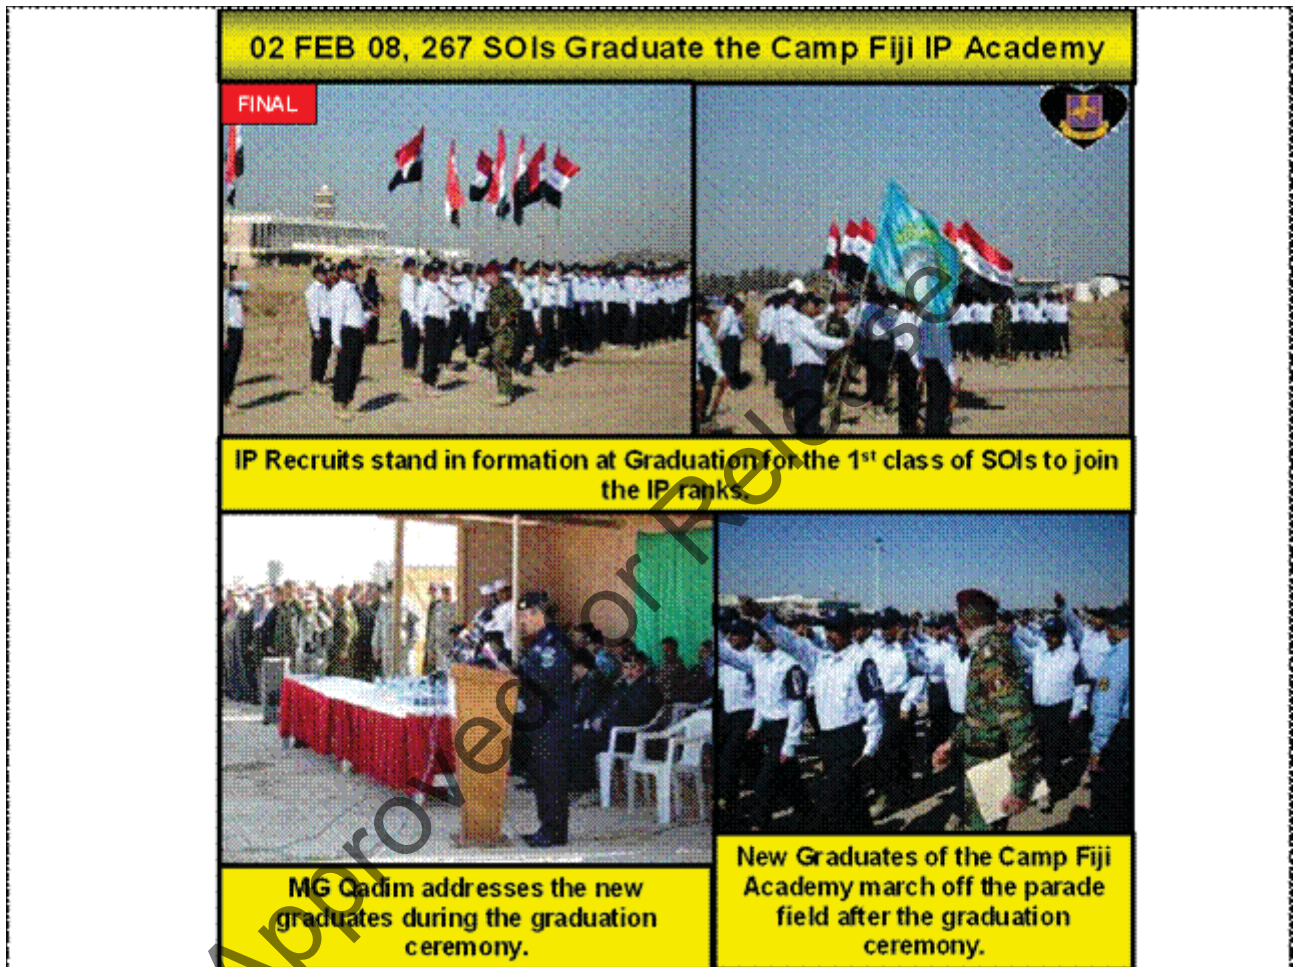 02 FEB 08, 267 SOIs Graduate the Camp Fiji IP Academy
FINAL
IP Recruits stand in formation at Graduation for the 1st class of SOIs to join
the IP ranks.
MG Qadim addresses the new
graduates during the graduation
ceremony.
New Graduates of the Camp Fiji
Academy march off the parade
field after the graduation
ceremony.
Approved for Release